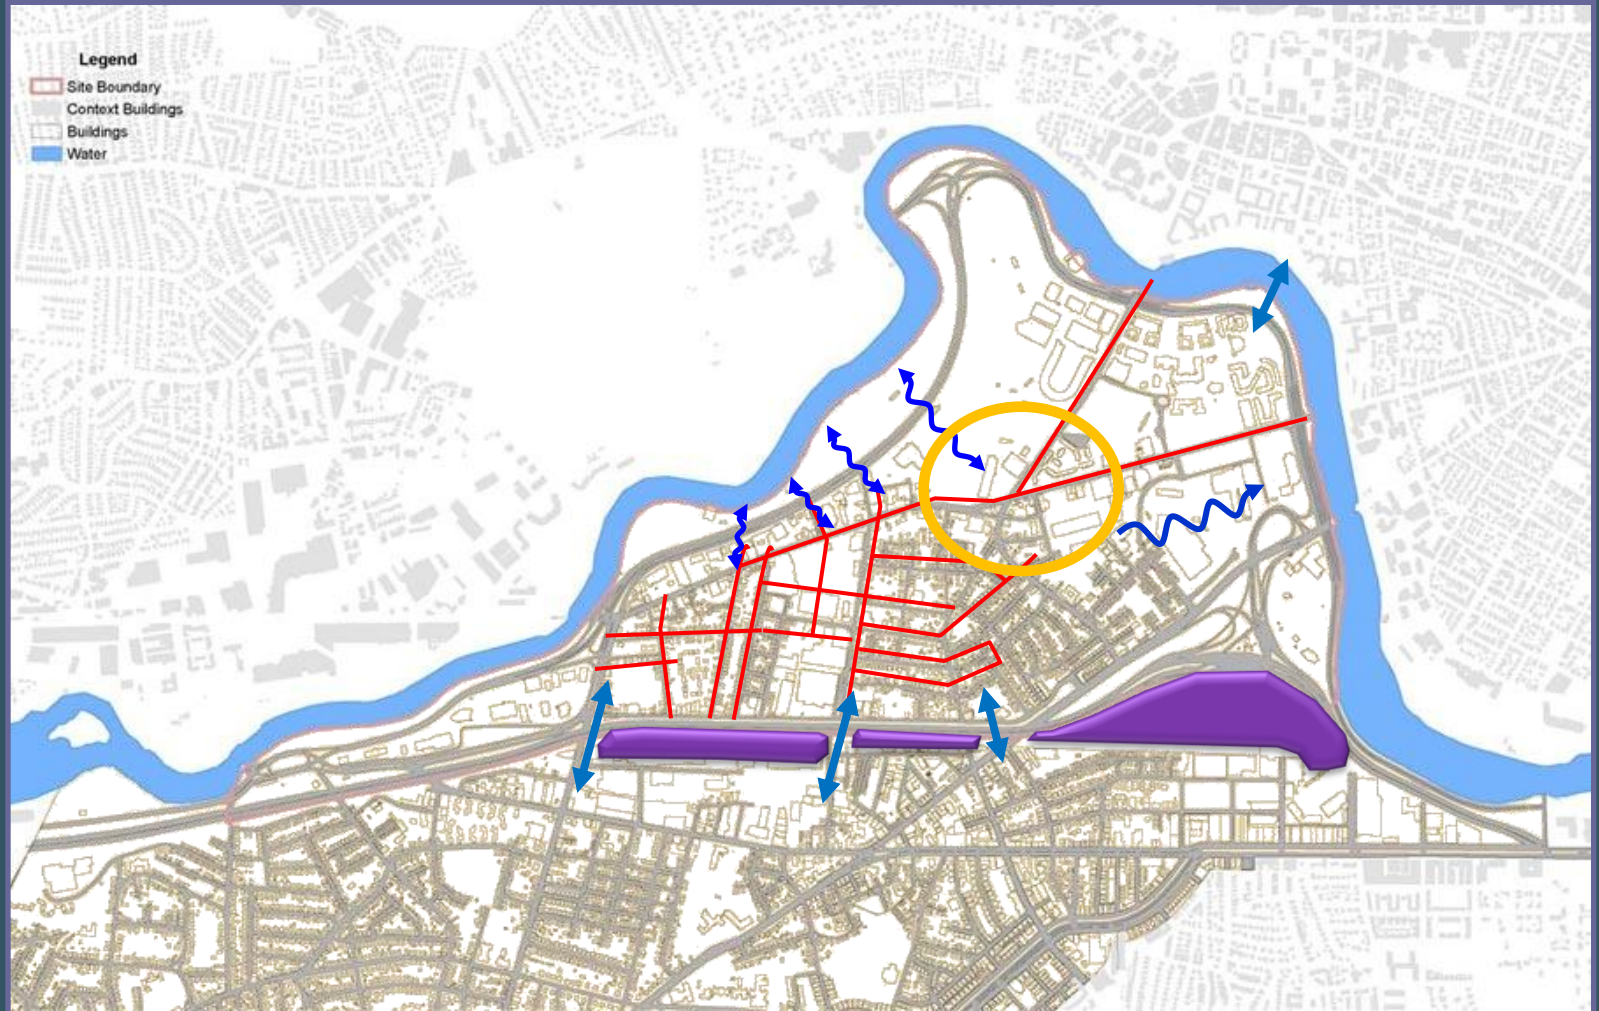 Legend
Site Boundary
Context Buildings
Buildings
Water